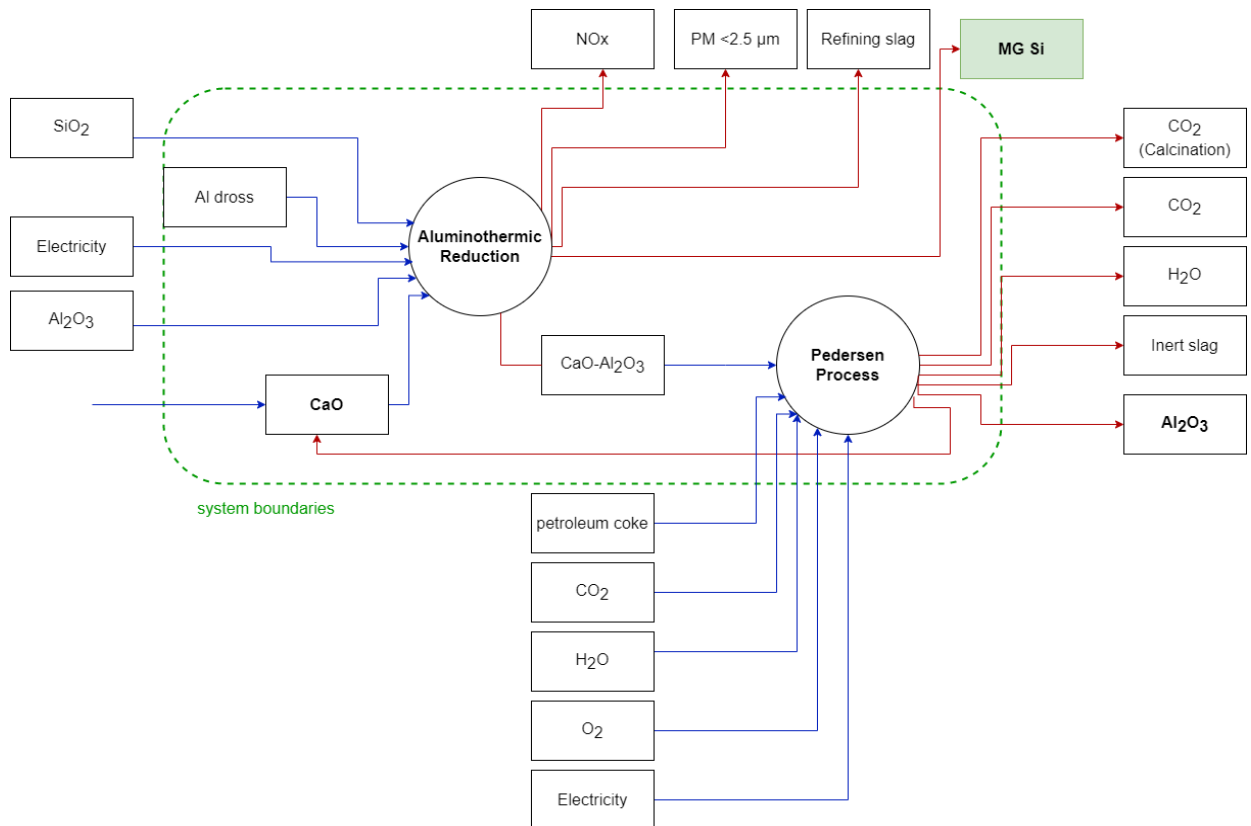 NOx
PM <2.5 µm
Refining slag
MG Si
SiO2
CO2
(Calcination)
Al dross
CO2
Electricity
Aluminothermic
Reduction
H2O
Al2O3
Inert slag
CaO-Al2O3
Pedersen
Process
CaO
Al2O3
system boundaries
petroleum coke
CO2
H2O
O2
Electricity